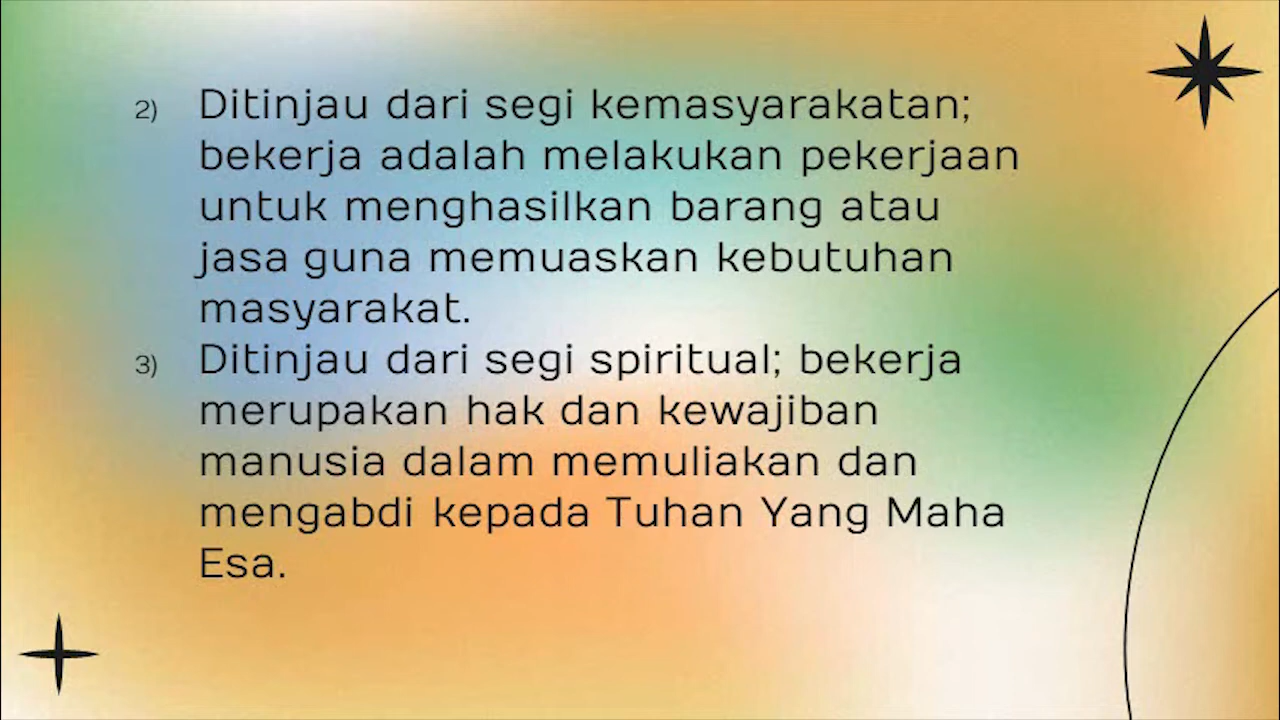 2) Ditinjau dari segi kemasyarakatan;
bekerja adalah melakukan pekerjaan
untuk menghasilkan barang atau
jasa guna memuaskan kebutuhan
masyarakat.
3) Ditinjau dari segi spiritual; bekerja
merupakan hak dan kewajiban
manusia dalam memuliakan dan
mengabdi kepada Tuhan Yang Maha
Esa.